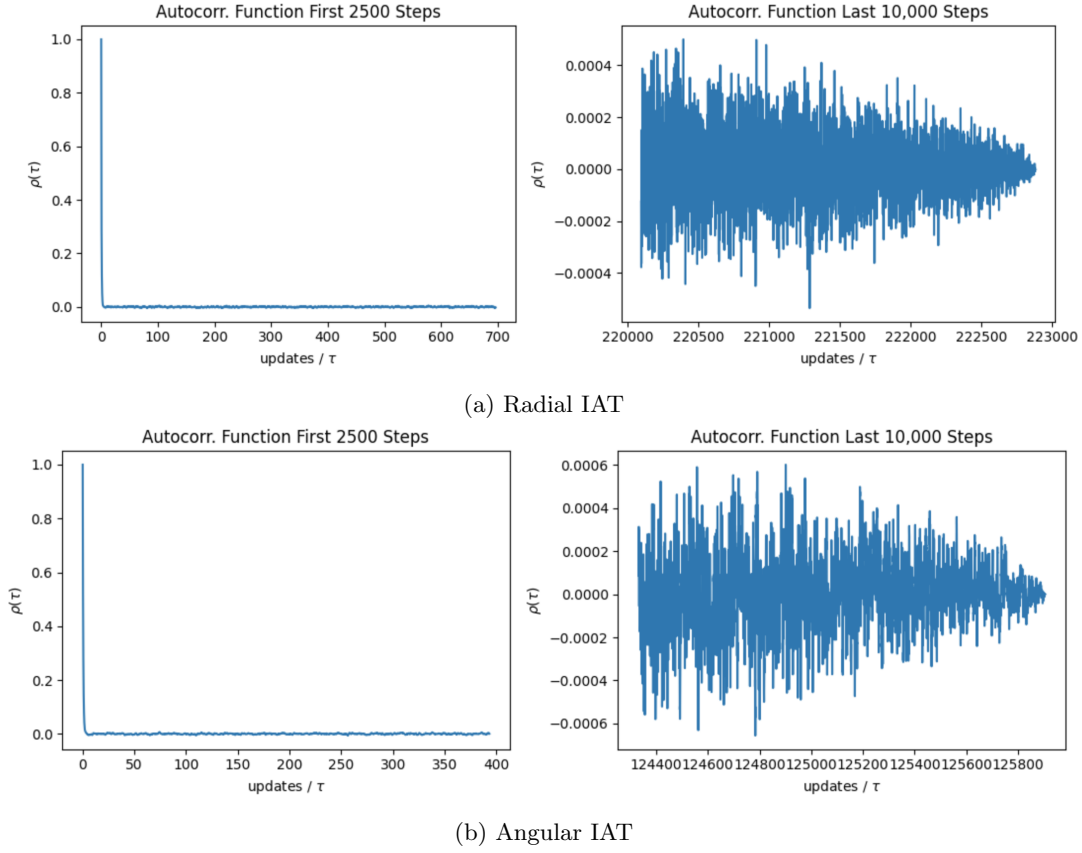 Autocorr. Function First 2500 Steps
1.0
0.8
0.6
0.4
0.2
0.0
ρ(τ)
0 100 200 300 400 500 600 700
updates / τ
Autocorr. Function Last 10,000 Steps
0.0004
0.0002
0.0000
−0.0002
−0.0004
ρ(τ)
220000 220500 221000 221500 222000 222500 223000
updates / τ
(a) Radial IAT
Autocorr. Function First 2500 Steps
1.0
0.8
0.6
0.4
0.2
0.0
ρ(τ)
0 50 100 150 200 250 300 350 400
updates / τ
Autocorr. Function Last 10,000 Steps
0.0006
0.0004
0.0002
0.0000
−0.0002
−0.0004
−0.0006
ρ(τ)
124400 124600 124800 125000 125200 125400 125600 125800
updates / τ
(b) Angular IAT